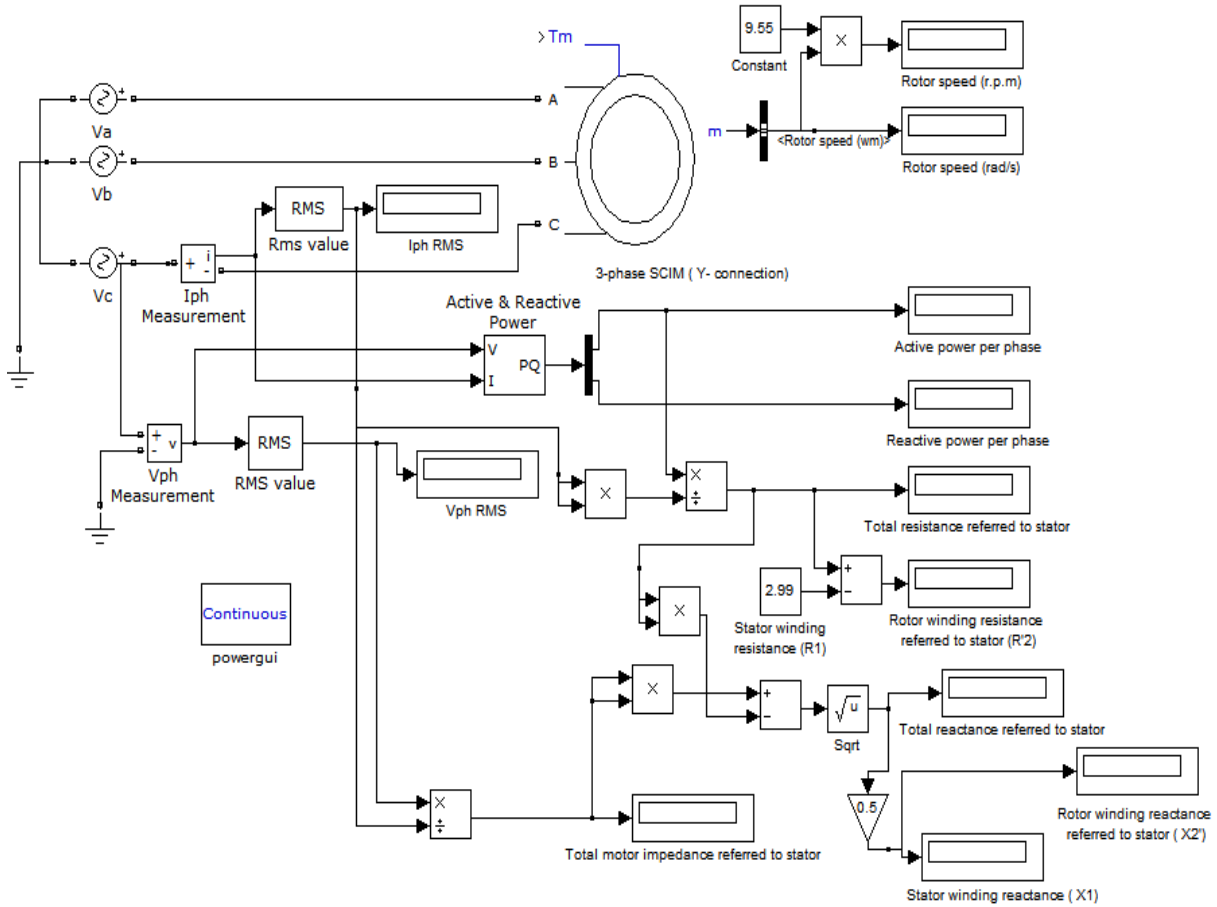 Tm
9.55
Constant
×
Rotor speed (r.p.m)
A
Va
m
<Rotor speed (wm)>
Rotor speed (rad/s)
B
Vb
RMS
Rms value
Iph RMS
C
3-phase SCIM ( Y- connection)
+
i
-
Vc
Iph
Measurement
Active & Reactive
Power
V
I
PQ
Active power per phase
Reactive power per phase
+
-
v
Vph
Measurement
RMS
RMS value
Vph RMS
×
×
÷
Total resistance referred to stator
2.99
Stator winding
resistance (R1)
+
−
Rotor winding resistance
referred to stator (R'2)
×
Continuous
powergui
×
+
−
√u
Sqrt
Total reactance referred to stator
0.5
Rotor winding reactance
referred to stator ( X2')
×
÷
Total motor impedance referred to stator
Stator winding reactance ( X1)